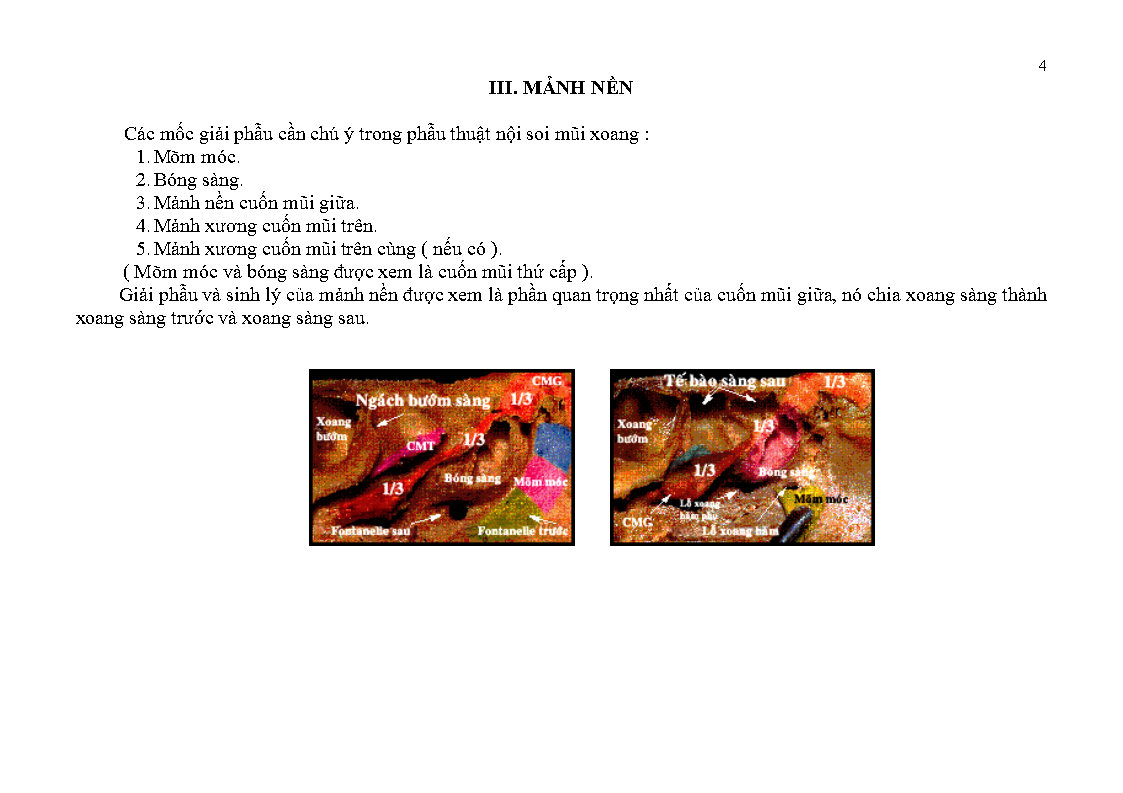 4
III. MẢNH NỀN
Các mốc giải phẫu cần chú ý trong phẫu thuật nội soi mũi xoang :
1. Mõm móc.
2. Bóng sàng.
3. Mảnh nền cuốn mũi giữa.
4. Mảnh xương cuốn mũi trên.
5. Mảnh xương cuốn mũi trên cùng ( nếu có ).
( Mõm móc và bóng sàng được xem là cuốn mũi thứ cấp ).
Giải phẫu và sinh lý của mảnh nền được xem là phần quan trọng nhất của cuốn mũi giữa, nó chia xoang sàng thành
xoang sàng trước và xoang sàng sau.
CMG
Ngách bướm sàng 1/3
Xoang
bướm
CMT
1/3
Bóng sàng
Mõm móc
1/3
Fontanelle sau
Fontanelle trước
Tế bào sàng sau
1/3
Xoang
bướm
1/3
1/3
Bóng sàng
Mõm móc
Lỗ xoang
hàm phụ
CMG
Lỗ xoang hàm